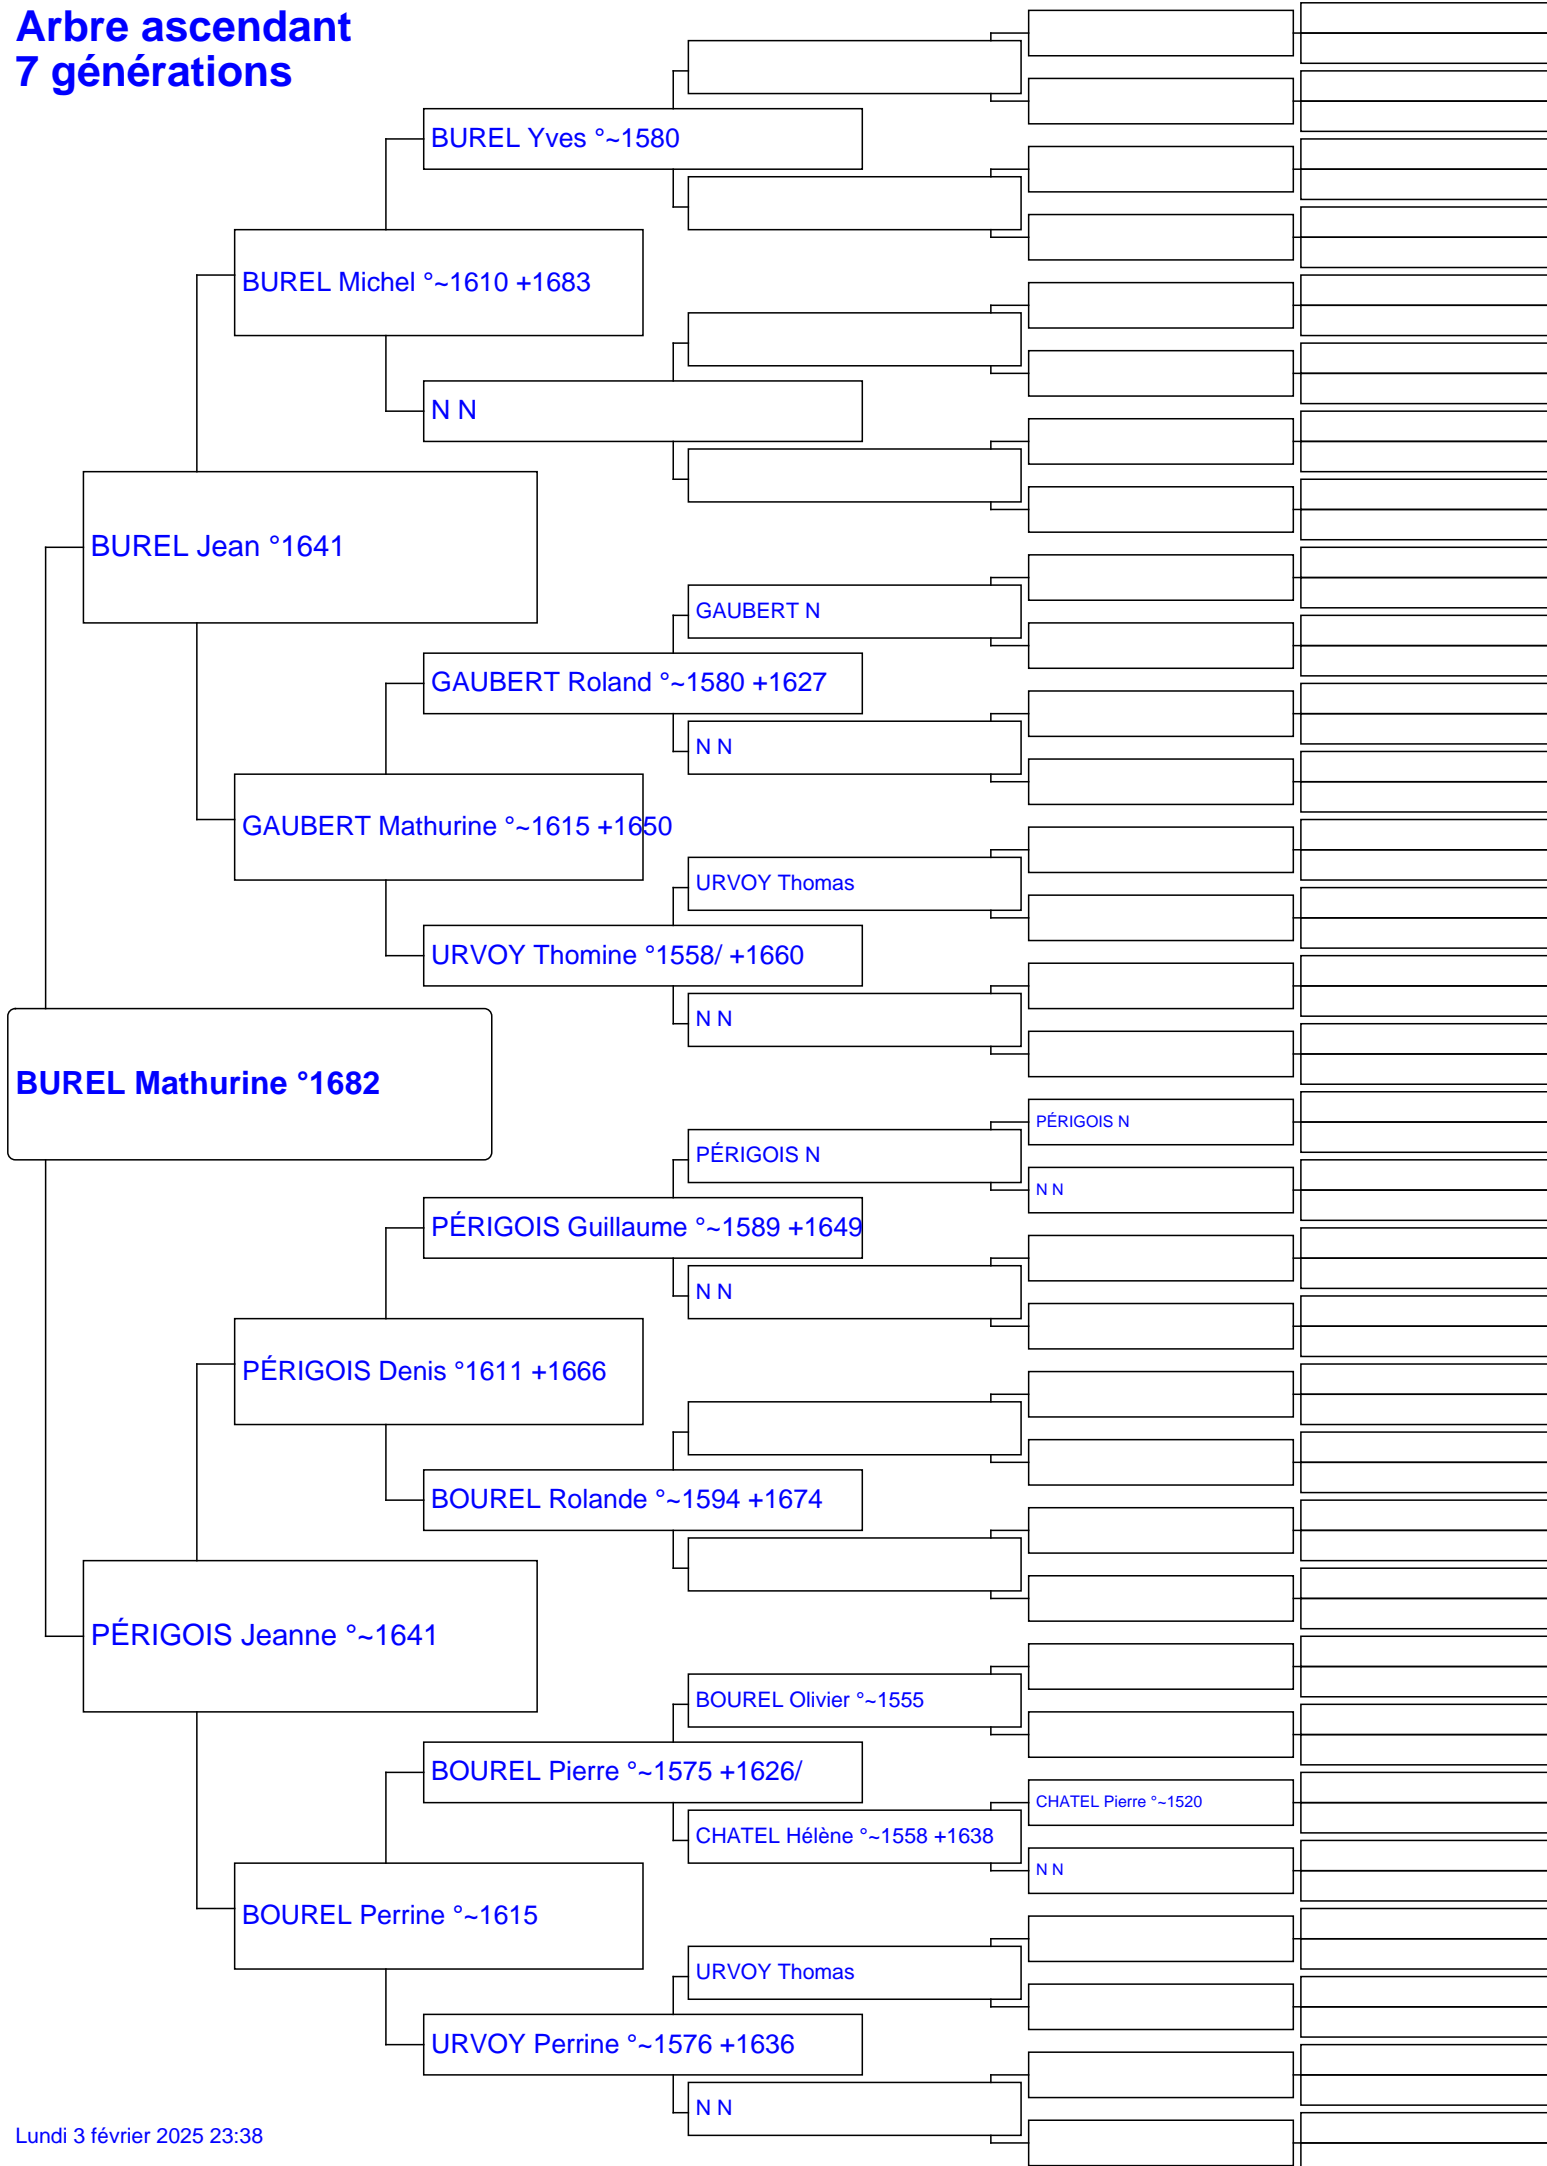 Arbre ascendant
7 générations
BUREL Yves °~1580
BUREL Michel °~1610 +1683
N N
BUREL Jean °1641
GAUBERT N
GAUBERT Roland °~1580 +1627
N N
GAUBERT Mathurine °~1615 +1650
URVOY Thomas
URVOY Thomine °1558/ +1660
N N
BUREL Mathurine °1682
PÉRIGOIS N
PÉRIGOIS N
N N
PÉRIGOIS Guillaume °~1589 +1649
N N
PÉRIGOIS Denis °1611 +1666
BOUREL Rolande °~1594 +1674
PÉRIGOIS Jeanne °~1641
BOUREL Olivier °~1555
BOUREL Pierre °~1575 +1626/
CHATEL Pierre °~1520
CHATEL Hélène °~1558 +1638
N N
BOUREL Perrine °~1615
URVOY Thomas
URVOY Perrine °~1576 +1636
N N
Lundi 3 février 2025 23:38